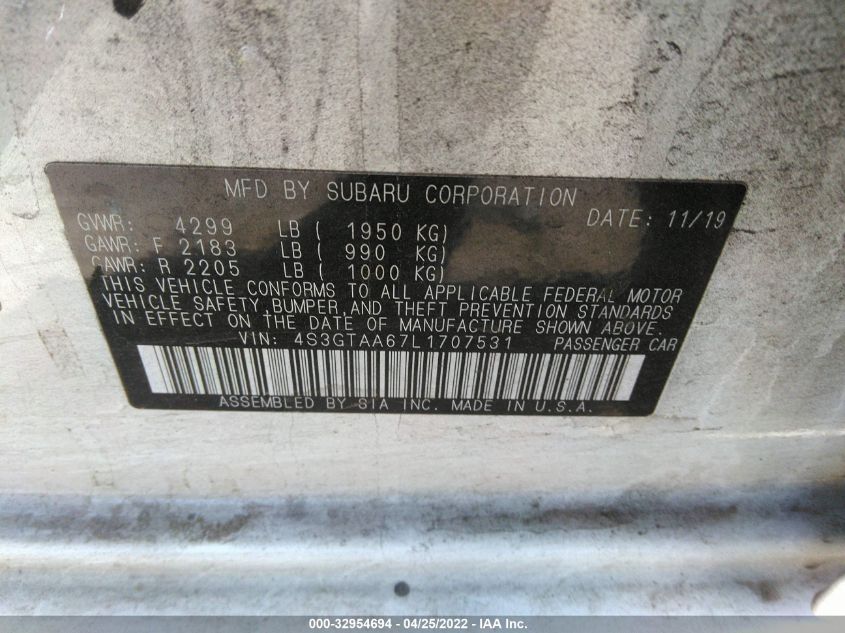 MFD BY SUBARU CORPORATION
GVWR: 4299 LB ( 1950 KG) DATE: 11/19
GAWR: F 2183 LB ( 990 KG)
GAWR: R 2205 LB ( 1000 KG)
THIS VEHICLE CONFORMS TO ALL APPLICABLE FEDERAL MOTOR
VEHICLE SAFETY, BUMPER, AND THEFT PREVENTION STANDARDS
IN EFFECT ON THE DATE OF MANUFACTURE SHOWN ABOVE.
VIN: 4S3GTAA67L1707531 PASSENGER CAR
ASSEMBLED BY SIA INC. MADE IN U.S.A.
000-32954694 - 04/25/2022 - IAA Inc.